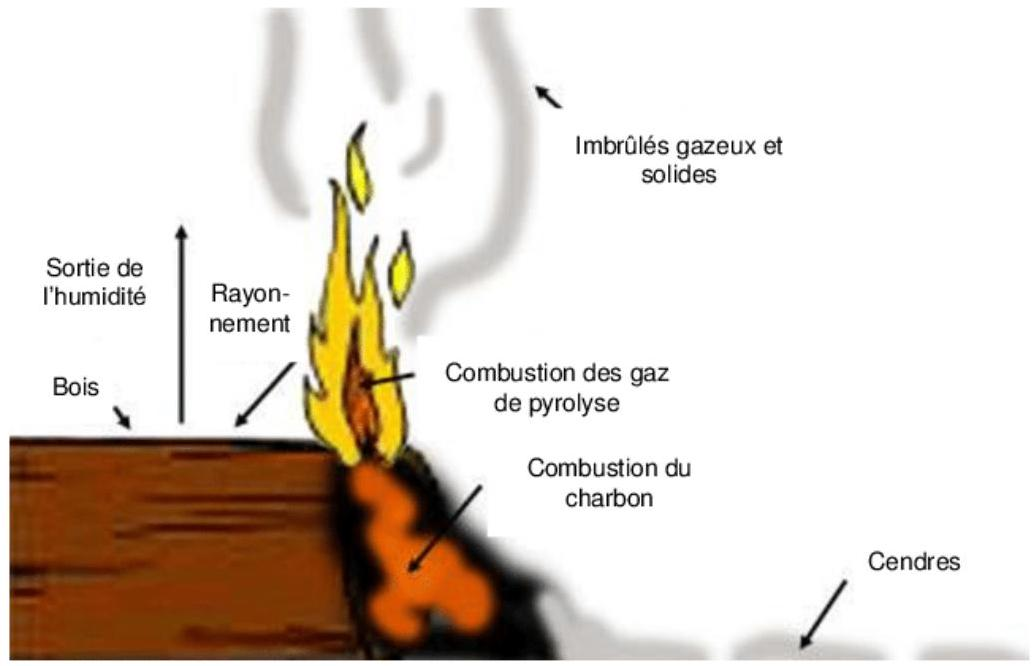 Imbrûlés gazeux et
solides
Sortie de
l'humidité
Rayon-
nement
Bois
Combustion des gaz
de pyrolyse
Combustion du
charbon
Cendres